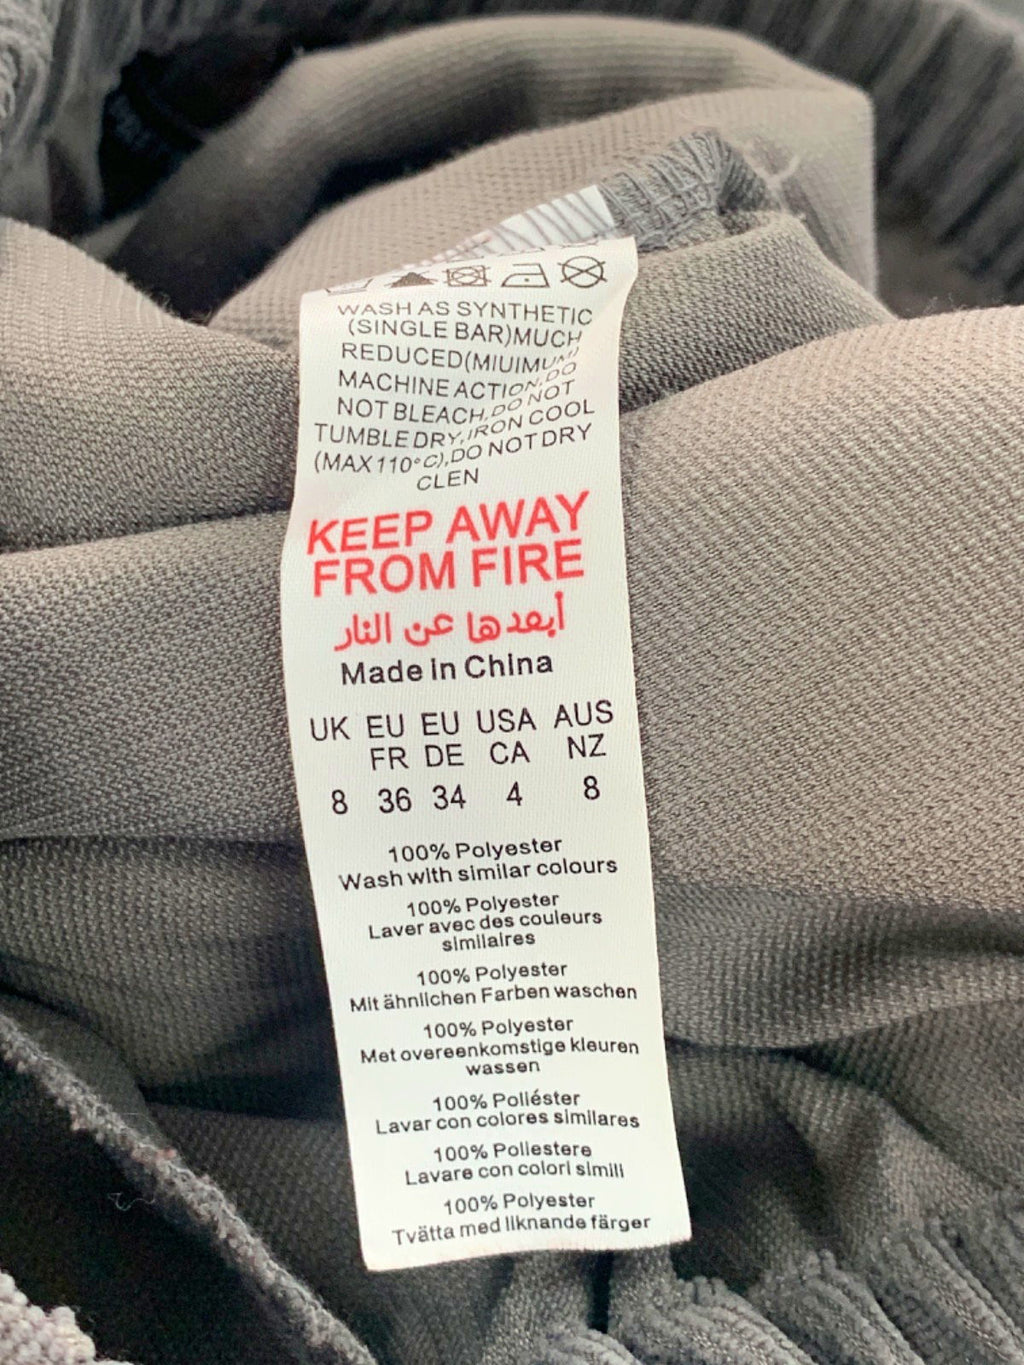 WASH AS SYNTHETIC
(SINGLE BAR)MUCH
REDUCED(MIUIMUM)
MACHINE ACTION,DO
NOT BLEACH,DO NOT
TUMBLE DRY,IRON COOL
(MAX 110°C),DO NOT DRY
CLEN
KEEP AWAY
FROM FIRE
أبعدها عن النار
Made in China
UK EU EU USA AUS
FR DE CA NZ
8 36 34 4 8
100% Polyester
Wash with similar colours
100% Polyester
Laver avec des couleurs
similaires
100% Polyester
Mit ähnlichen Farben waschen
100% Polyester
Met overeenkomstige kleuren
wassen
100% Poliéster
Lavar con colores similares
100% Poliestere
Lavare con colori simili
100% Polyester
Tvätta med liknande färger